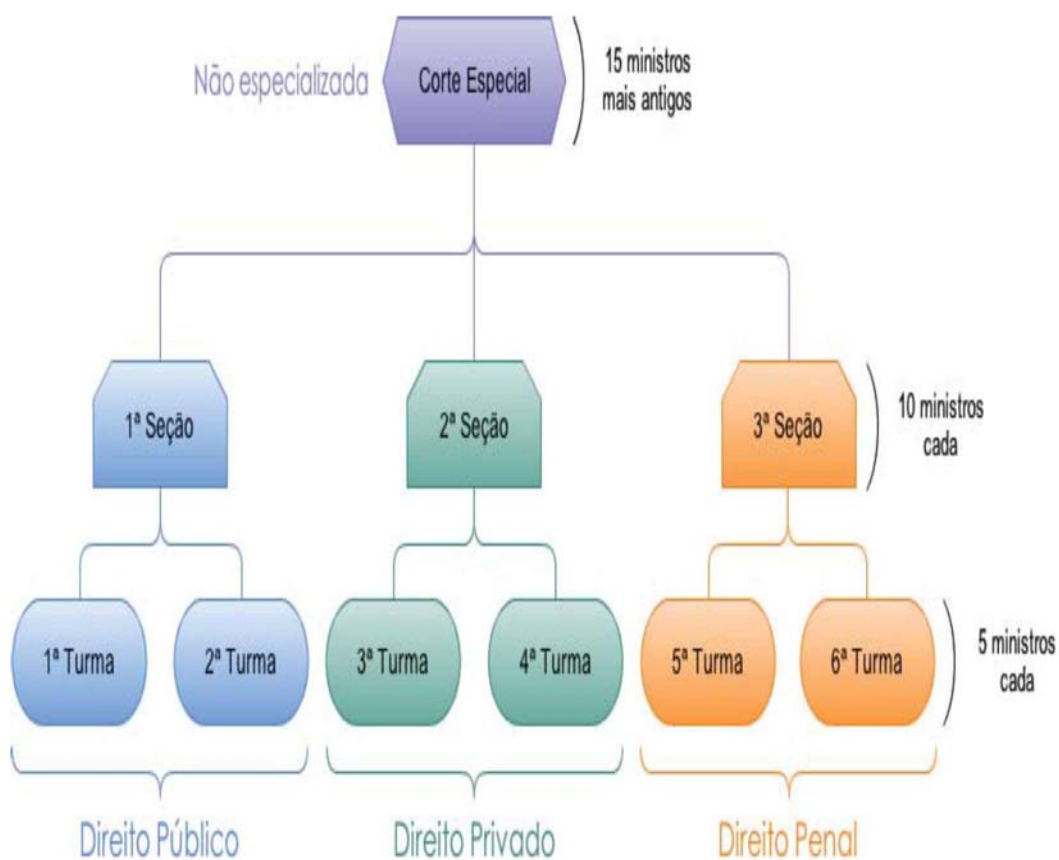 Não especializada
Corte Especial
15 ministros
mais antigos
1ª Seção
2ª Seção
3ª Seção
10 ministros
cada
1ª Turma
2ª Turma
3ª Turma
4ª Turma
5ª Turma
6ª Turma
5 ministros
cada
Direito Público
Direito Privado
Direito Penal